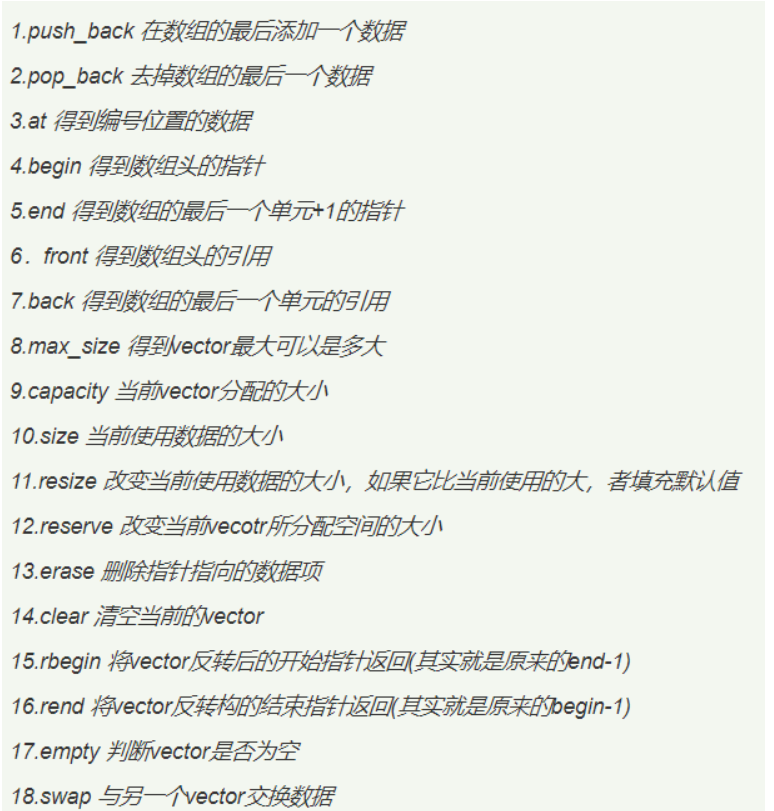 1.push_back 在数组的最后添加一个数据
2.pop_back 去掉数组的最后一个数据
3.at 得到编号位置的数据
4.begin 得到数组头的指针
5.end 得到数组的最后一个单元+1的指针
6．front 得到数组头的引用
7.back 得到数组的最后一个单元的引用
8.max_size 得到vector最大可以是多大
9.capacity 当前vector分配的大小
10.size 当前使用数据的大小
11.resize 改变当前使用数据的大小，如果它比当前使用的大，者填充默认值
12.reserve 改变当前vecotr所分配空间的大小
13.erase 删除指针指向的数据项
14.clear 清空当前的vector
15.rbegin 将vector反转后的开始指针返回(其实就是原来的end-1)
16.rend 将vector反转构的结束指针返回(其实就是原来的begin-1)
17.empty 判断vector是否为空
18.swap 与另一个vector交换数据